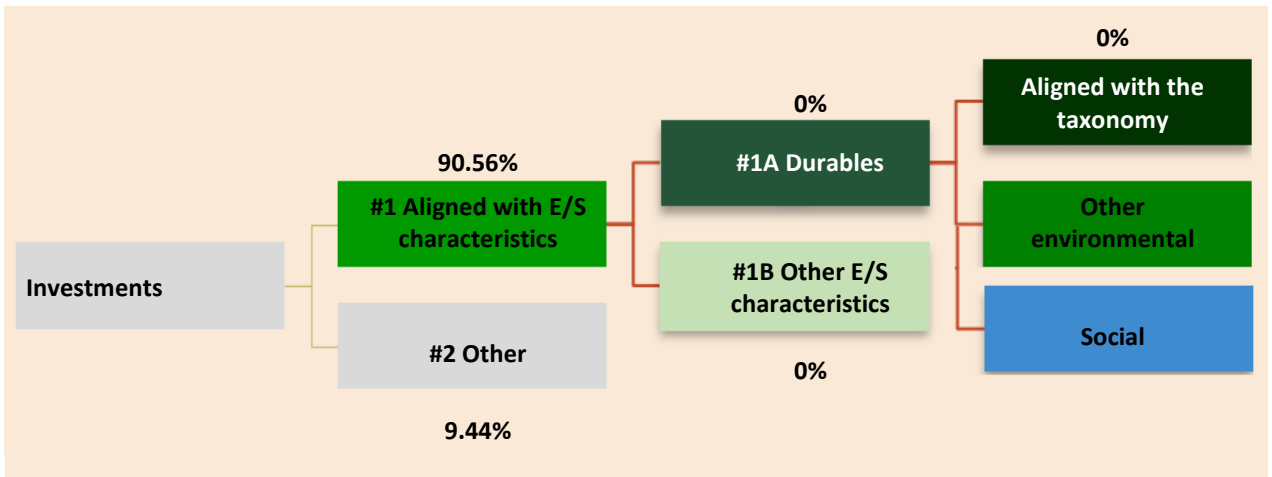 0%
Aligned with the
taxonomy
0%
#1A Durables
90.56%
#1 Aligned with E/S
characteristics
Other
environmental
Investments
#1B Other E/S
characteristics
#2 Other
Social
0%
9.44%